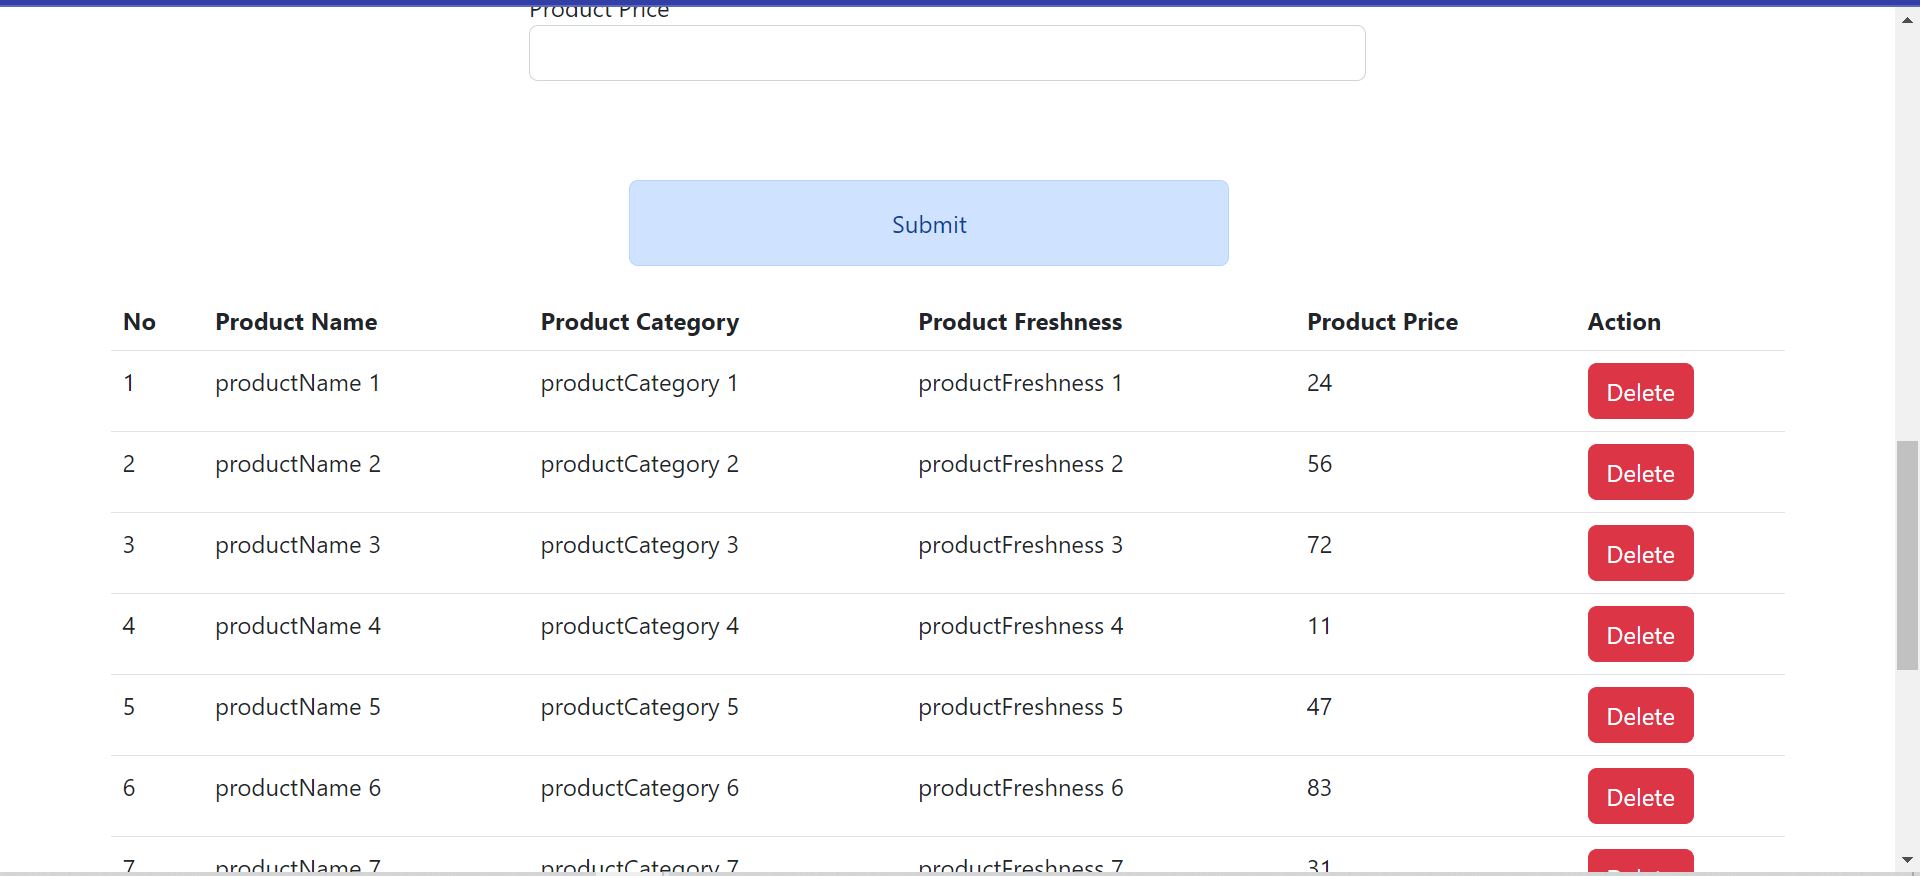 Product Price
Submit
No Product Name Product Category Product Freshness Product Price Action
1 productName 1 productCategory 1 productFreshness 1 24 Delete
2 productName 2 productCategory 2 productFreshness 2 56 Delete
3 productName 3 productCategory 3 productFreshness 3 72 Delete
4 productName 4 productCategory 4 productFreshness 4 11 Delete
5 productName 5 productCategory 5 productFreshness 5 47 Delete
6 productName 6 productCategory 6 productFreshness 6 83 Delete
7 productName 7 productCategory 7 productFreshness 7 31